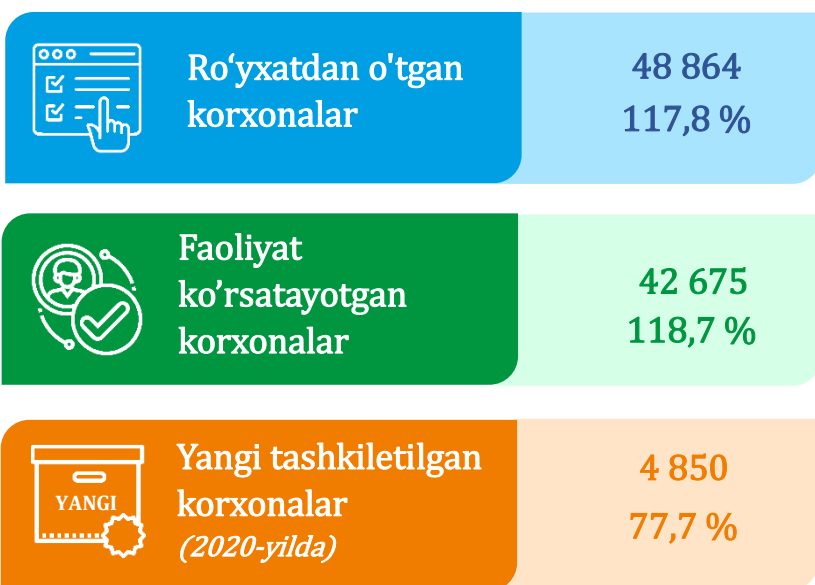 Ro‘yxatdan o'tgan
korxonalar
48 864
117,8 %
Faoliyat
ko’rsatayotgan
korxonalar
42 675
118,7 %
YANGI
Yangi tashkiletilgan
korxonalar
(2020-yilda)
4 850
77,7 %